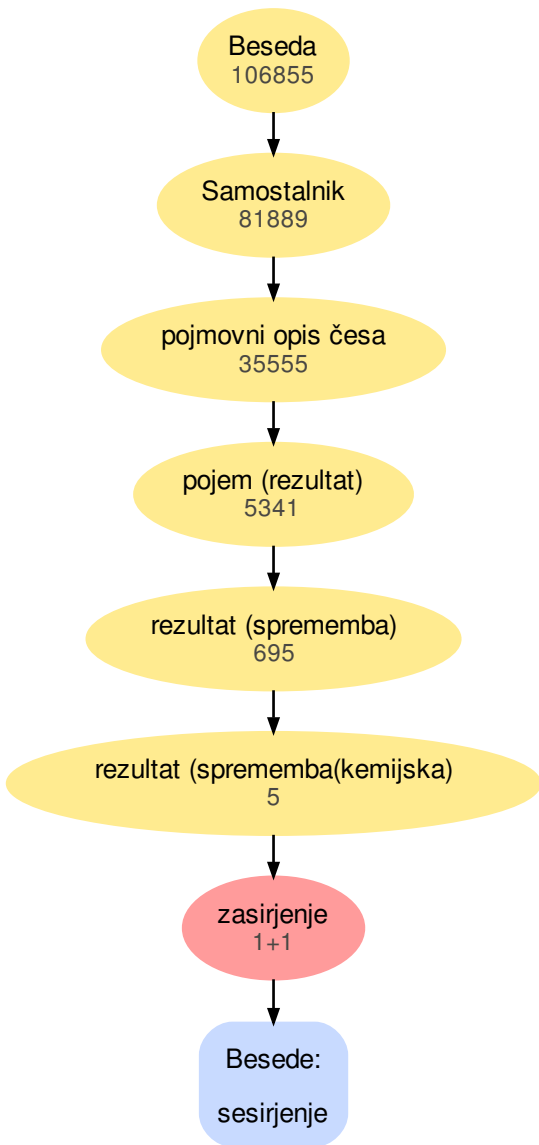 Beseda
106855
Samostalnik
81889
pojmovni opis česa
35555
pojem (rezultat)
5341
rezultat (sprememba)
695
rezultat (sprememba(kemijska)
5
zasirjenje
1+1
Besede:
sesirjenje